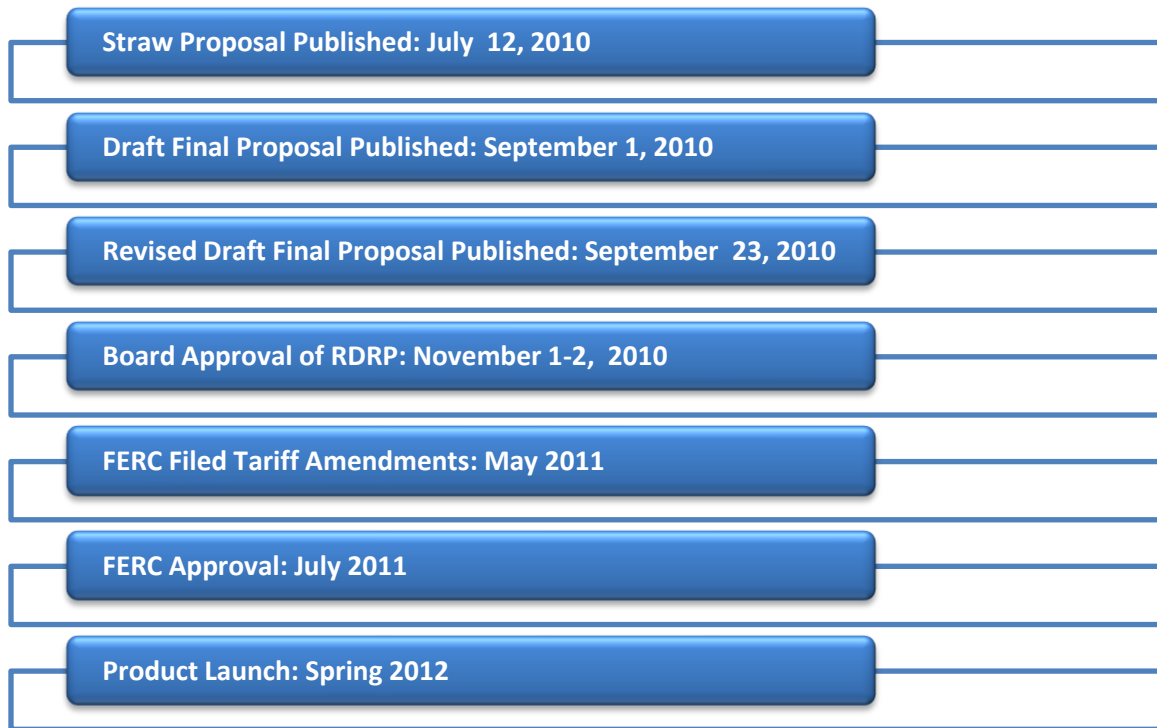 Straw Proposal Published: July 12, 2010
Draft Final Proposal Published: September 1, 2010
Revised Draft Final Proposal Published: September 23, 2010
Board Approval of RDRP: November 1-2, 2010
FERC Filed Tariff Amendments: May 2011
FERC Approval: July 2011
Product Launch: Spring 2012